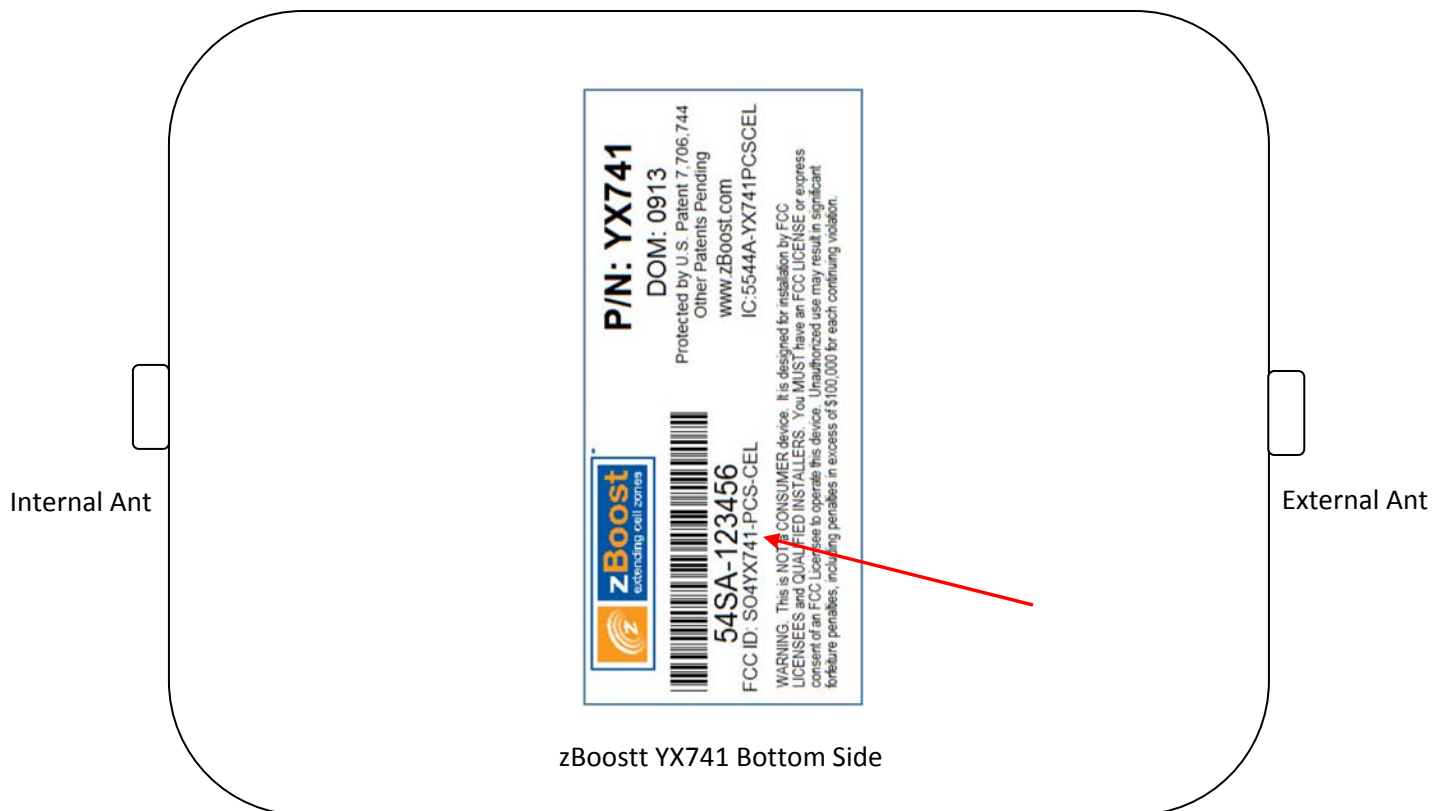 Internal Ant
zBoost
extending cell zones
54SA-123456
FCC ID: SO4YX741-PCS-CEL
P/N: YX741
DOM: 0913
Protected by U.S. Patent 7,706,744
Other Patents Pending
www.zBoost.com
IC:5544A-YX741PCSCEL
WARNING. This is NOT a CONSUMER device. It is designed for installation by FCC
LICENSEES and QUALIFIED INSTALLERS. You MUST have an FCC LICENSE or express
consent of an FCC Licensee to operate this device. Unauthorized use may result in significant
forfeiture penalties, including penalties in excess of $100,000 for each continuing violation.
External Ant
zBoostt YX741 Bottom Side